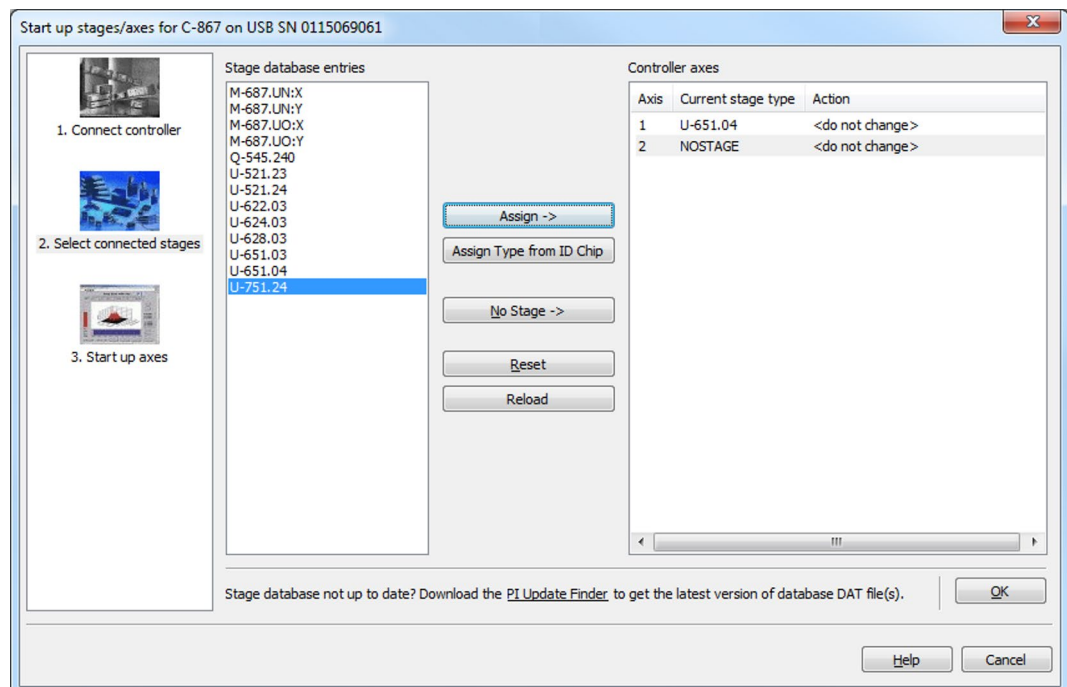 Start up stages/axes for C-867 on USB SN 0115069061
1. Connect controller
2. Select connected stages
3. Start up axes
Stage database entries
M-687.UN:X
M-687.UN:Y
M-687.UO:X
M-687.UO:Y
Q-545.240
U-521.23
U-521.24
U-622.03
U-624.03
U-628.03
U-651.03
U-651.04
U-751.24
Assign ->
Assign Type from ID Chip
No Stage ->
Reset
Reload
Controller axes
Axis Current stage type Action
1 U-651.04 <do not change>
2 NOSTAGE <do not change>
Stage database not up to date? Download the PI Update Finder to get the latest version of database DAT file(s).
OK
Help
Cancel